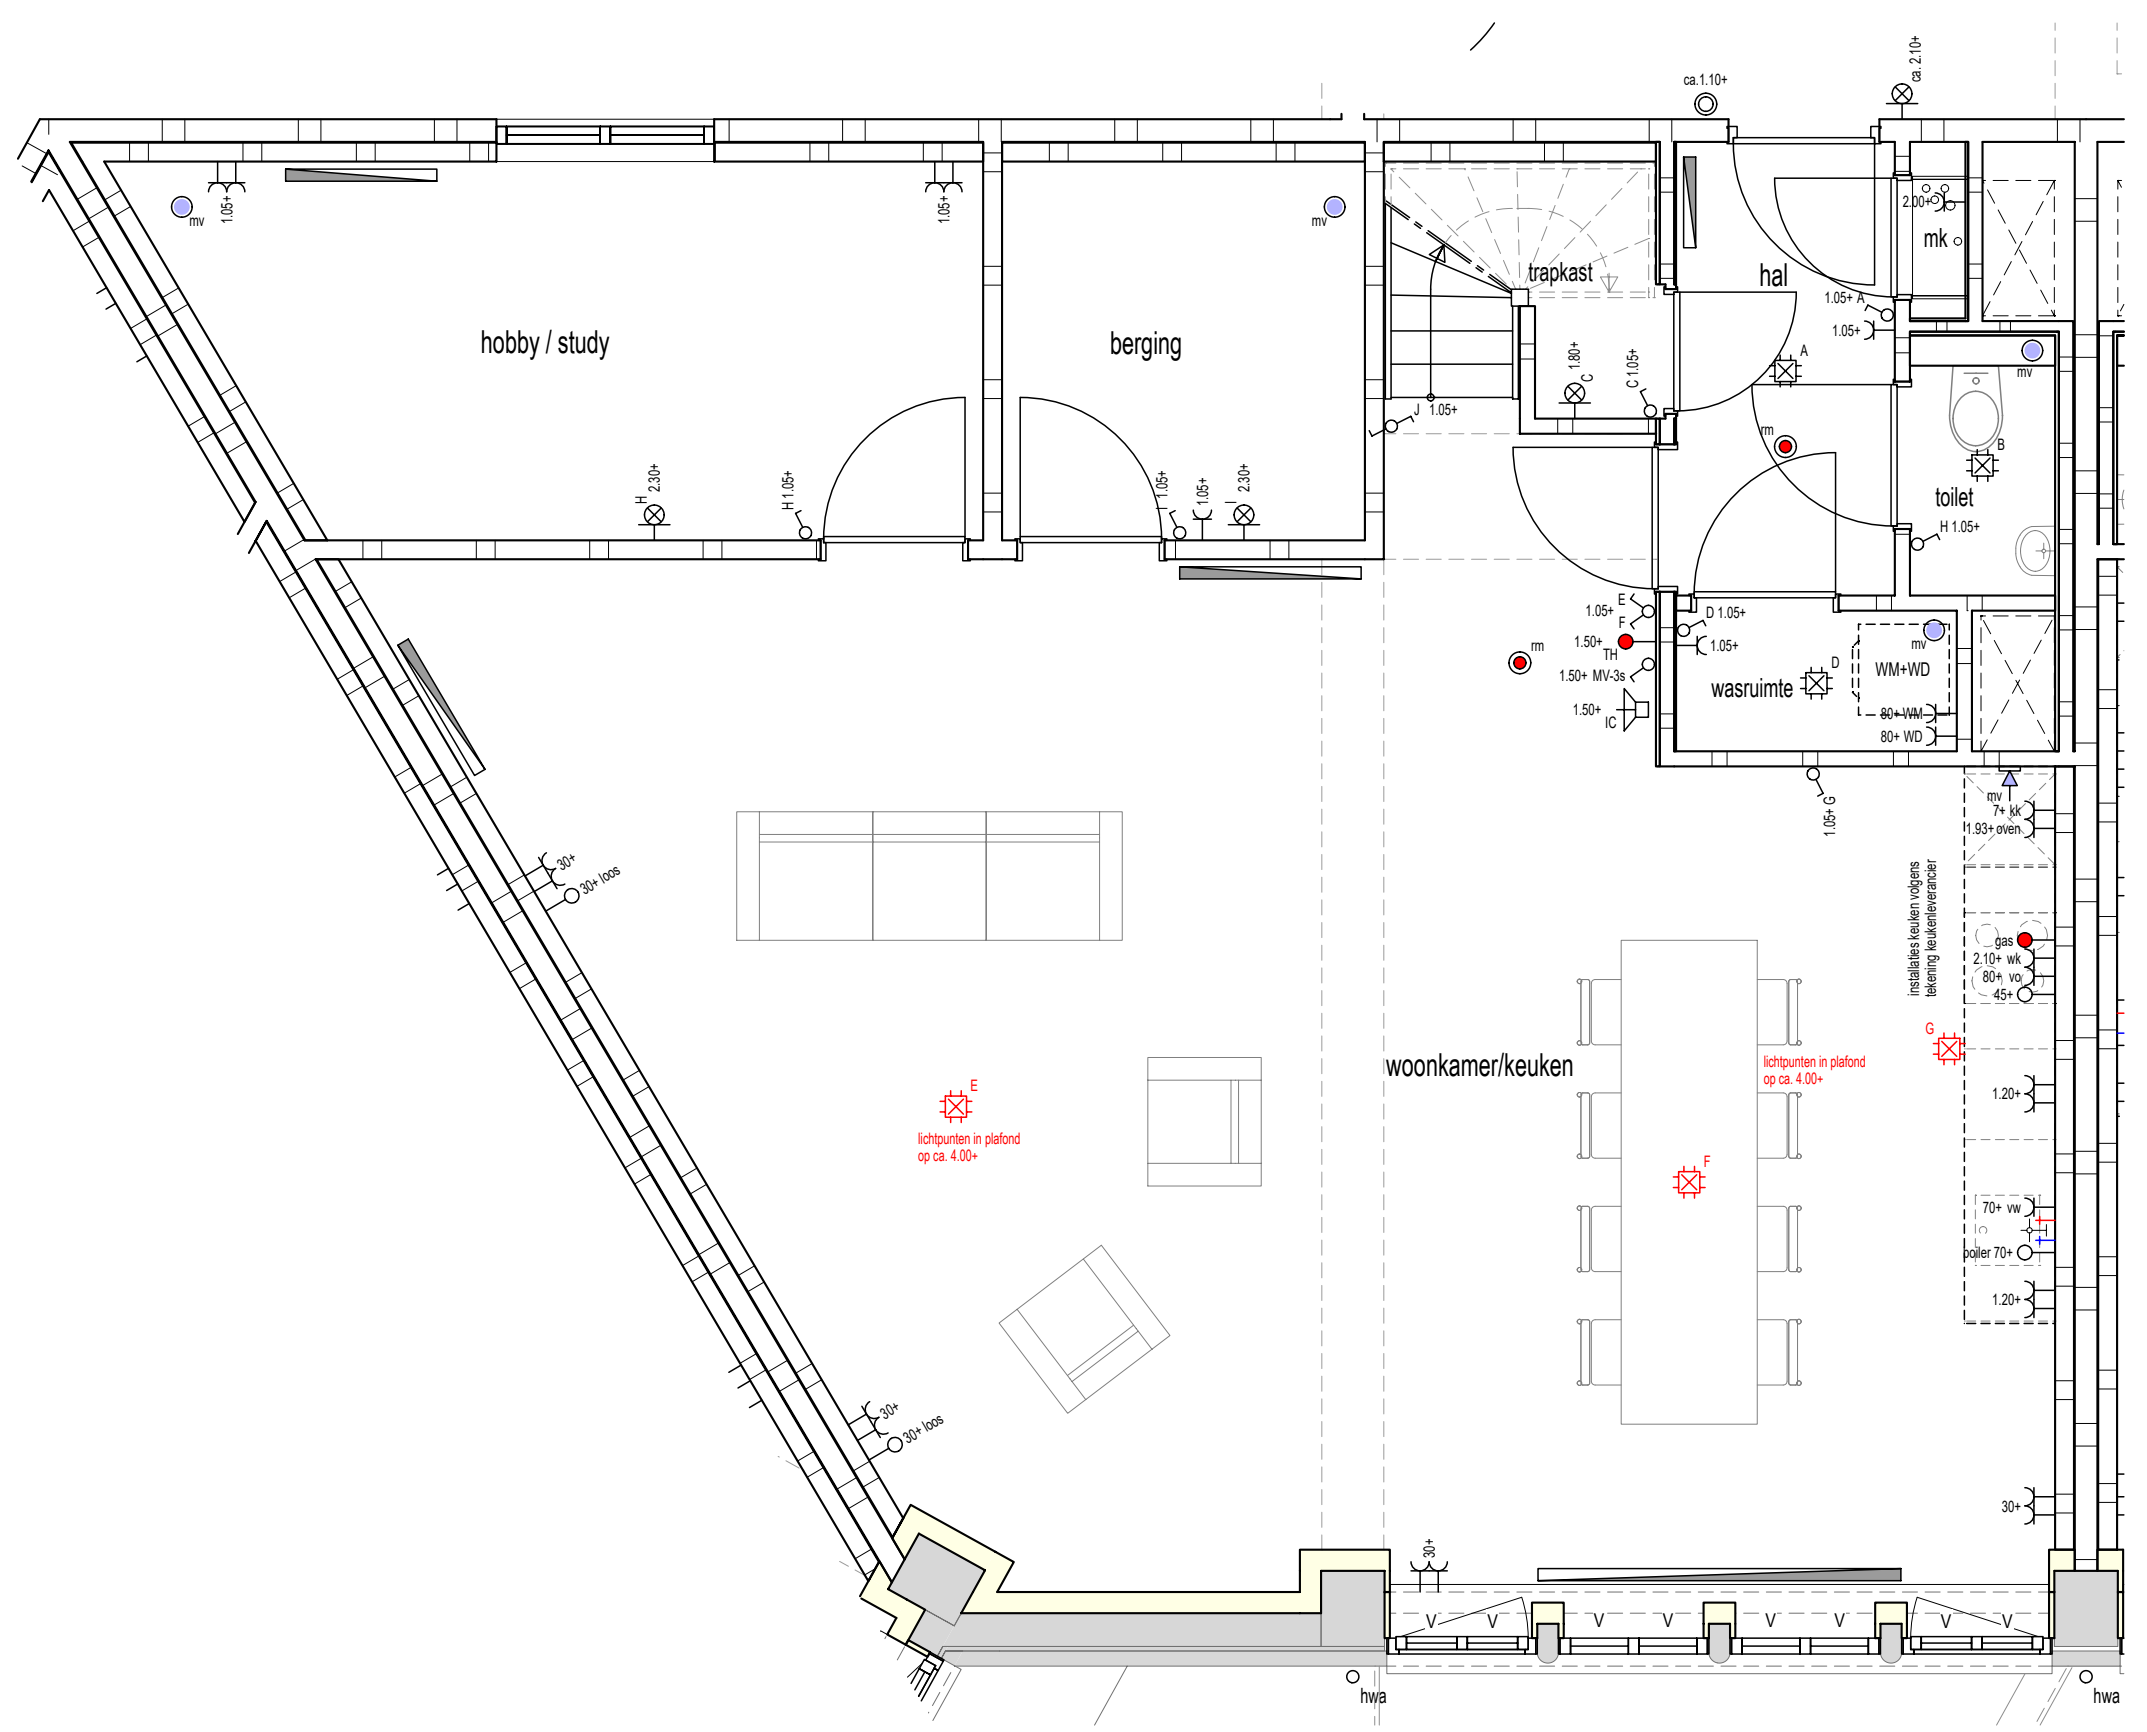 ca. 2.10+
ca.1.10+
mv
1.05+
1.05+
mv
2.00+
mk
trapkast
hal
1.05+ A
1.05+
hobby / study
berging
A
mv
1.80+
C
C 1.05+
J 1.05+
rm
B
toilet
H 1.05+
H 2.30+
H 1.05+
I 1.05+
1.05+
I 2.30+
E
1.05+
F
1.50+
TH
rm
1.50+ MV-3s
1.50+
IC
D 1.05+
1.05+
D
wasruimte
mv
WM+WD
80+ WM
80+ WD
1.05+ G
mv
7+ kk
1.93+ oven
30+
30+ loos
installaties keuken volgens
tekening keukenleverancier
gas
2.10+ wk
80+ vo
45+
G
woonkamer/keuken
lichtpunten in plafond
op ca. 4.00+
E
lichtpunten in plafond
op ca. 4.00+
1.20+
F
70+ vw
boiler 70+
1.20+
30+
30+ loos
30+
30+
V V V V V V V V
hwa
hwa